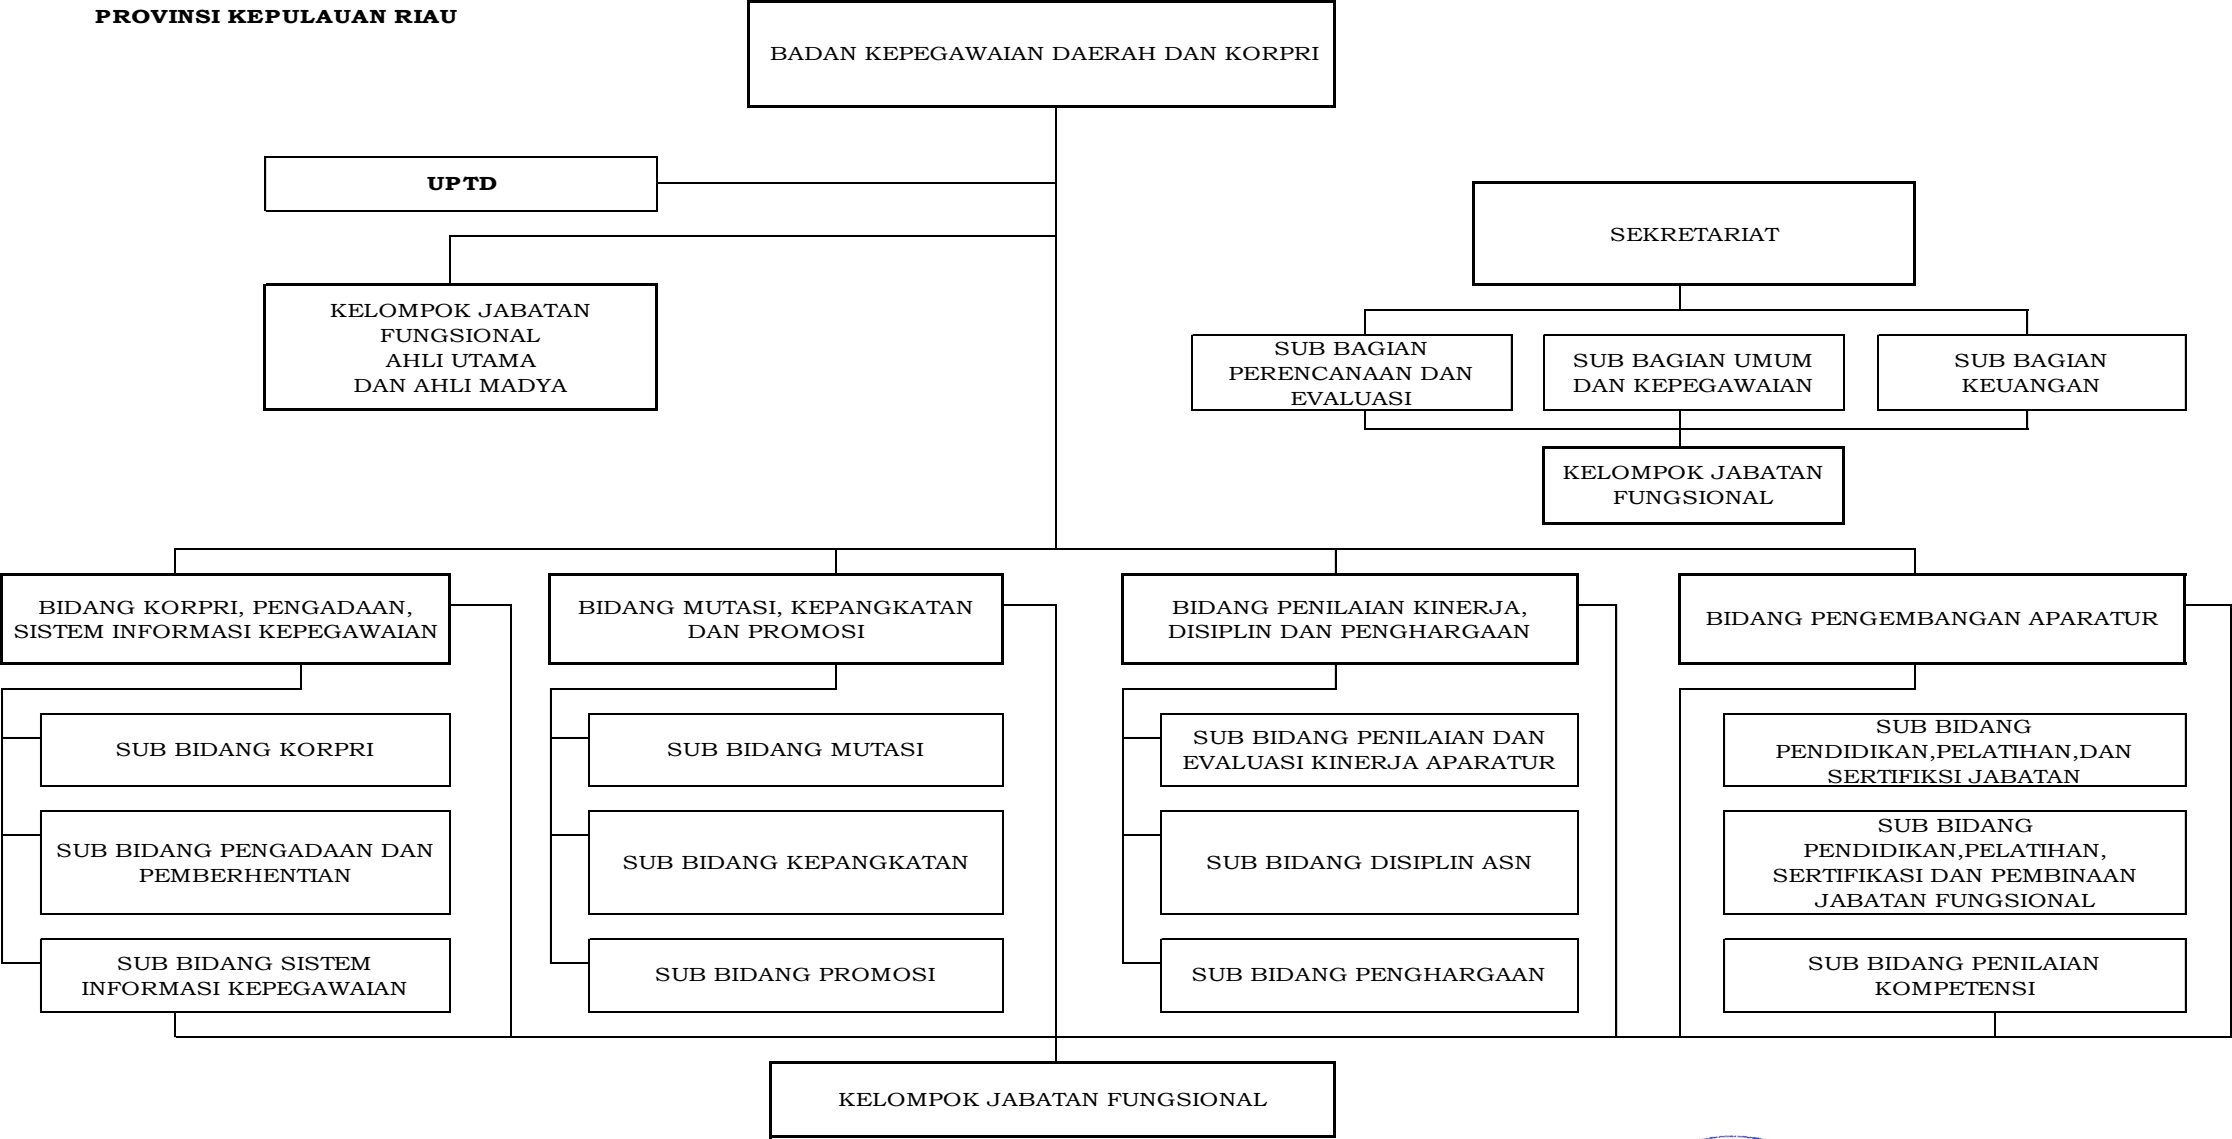 PROVINSI KEPULAUAN RIAU
BADAN KEPEGAWAIAN DAERAH DAN KORPRI
UPTD
SEKRETARIAT
KELOMPOK JABATAN
FUNGSIONAL
AHLI UTAMA
DAN AHLI MADYA
SUB BAGIAN
PERENCANAAN DAN
EVALUASI
SUB BAGIAN UMUM
DAN KEPEGAWAIAN
SUB BAGIAN
KEUANGAN
KELOMPOK JABATAN
FUNGSIONAL
BIDANG KORPRI, PENGADAAN,
SISTEM INFORMASI KEPEGAWAIAN
BIDANG MUTASI, KEPANGKATAN
DAN PROMOSI
BIDANG PENILAIAN KINERJA,
DISIPLIN DAN PENGHARGAAN
BIDANG PENGEMBANGAN APARATUR
SUB BIDANG KORPRI
SUB BIDANG MUTASI
SUB BIDANG PENILAIAN DAN
EVALUASI KINERJA APARATUR
SUB BIDANG
PENDIDIKAN,PELATIHAN,DAN
SERTIFIKSI JABATAN
SUB BIDANG PENGADAAN DAN
PEMBERHENTIAN
SUB BIDANG KEPANGKATAN
SUB BIDANG DISIPLIN ASN
SUB BIDANG
PENDIDIKAN,PELATIHAN,
SERTIFIKASI DAN PEMBINAAN
JABATAN FUNGSIONAL
SUB BIDANG SISTEM
INFORMASI KEPEGAWAIAN
SUB BIDANG PROMOSI
SUB BIDANG PENGHARGAAN
SUB BIDANG PENILAIAN
KOMPETENSI
KELOMPOK JABATAN FUNGSIONAL